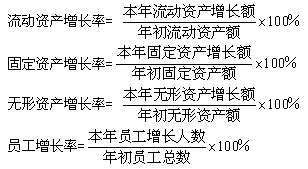 流动资产增长率= 本年流动资产增长额/年初流动资产额×100%
固定资产增长率= 本年固定资产增长额/年初固定资产额×100%
无形资产增长率= 本年无形资产增长额/年初无形资产额×100%
员工增长率= 本年员工增长人数/年初员工总数×100%